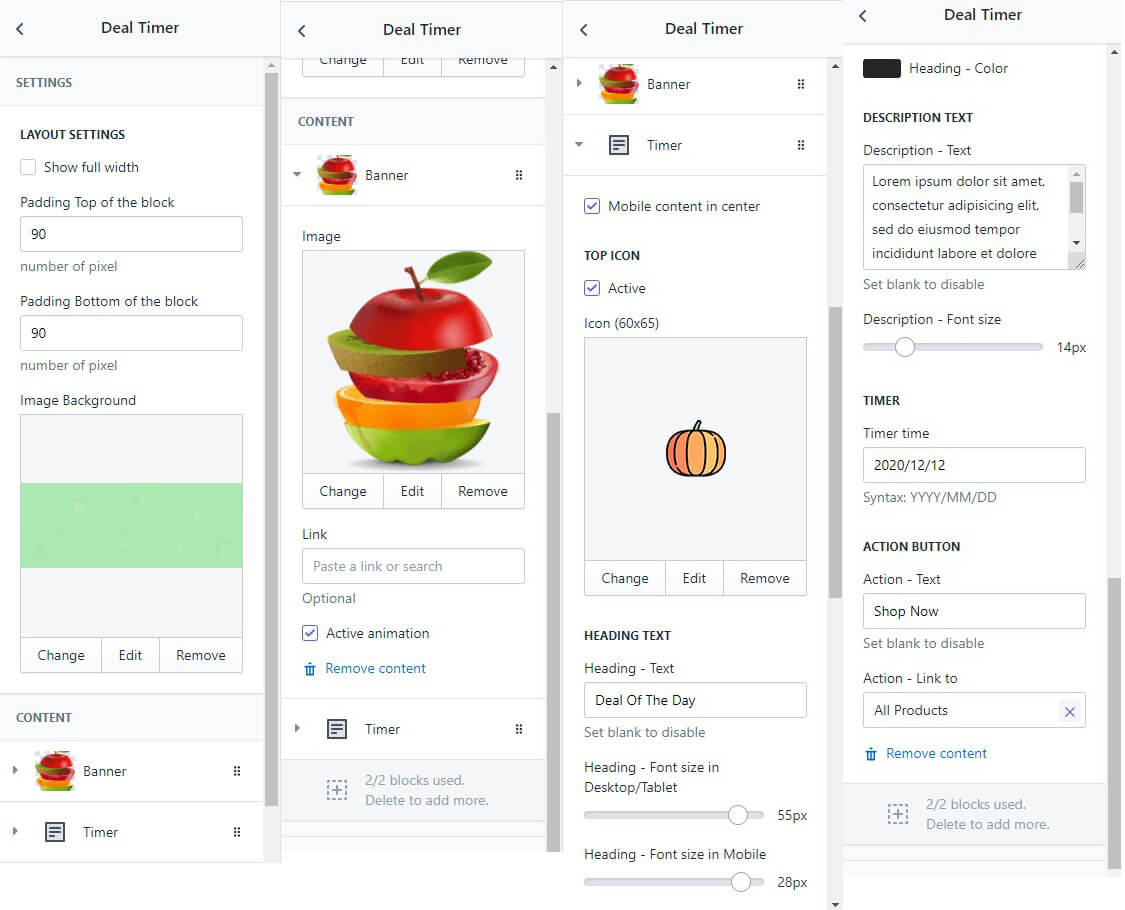 Deal Timer
SETTINGS
LAYOUT SETTINGS
Show full width
Padding Top of the block
90
number of pixel
Padding Bottom of the block
90
number of pixel
Image Background
Change
Edit
Remove
CONTENT
Banner
Timer
Deal Timer
Change
Edit
Remove
CONTENT
Banner
Image
Change
Edit
Remove
Link
Paste a link or search
Optional
Active animation
Remove content
Timer
2/2 blocks used.
Delete to add more.
Deal Timer
Banner
Timer
Mobile content in center
TOP ICON
Active
Icon (60x65)
Change
Edit
Remove
HEADING TEXT
Heading - Text
Deal Of The Day
Set blank to disable
Heading - Font size in
Desktop/Tablet
55px
Heading - Font size in Mobile
28px
Deal Timer
Heading - Color
DESCRIPTION TEXT
Description - Text
Lorem ipsum dolor sit amet,
consectetur adipisicing elit,
sed do eiusmod tempor
incididunt labore et dolore
Set blank to disable
Description - Font size
14px
TIMER
Timer time
2020/12/12
Syntax: YYYY/MM/DD
ACTION BUTTON
Action - Text
Shop Now
Set blank to disable
Action - Link to
All Products
Remove content
2/2 blocks used.
Delete to add more.